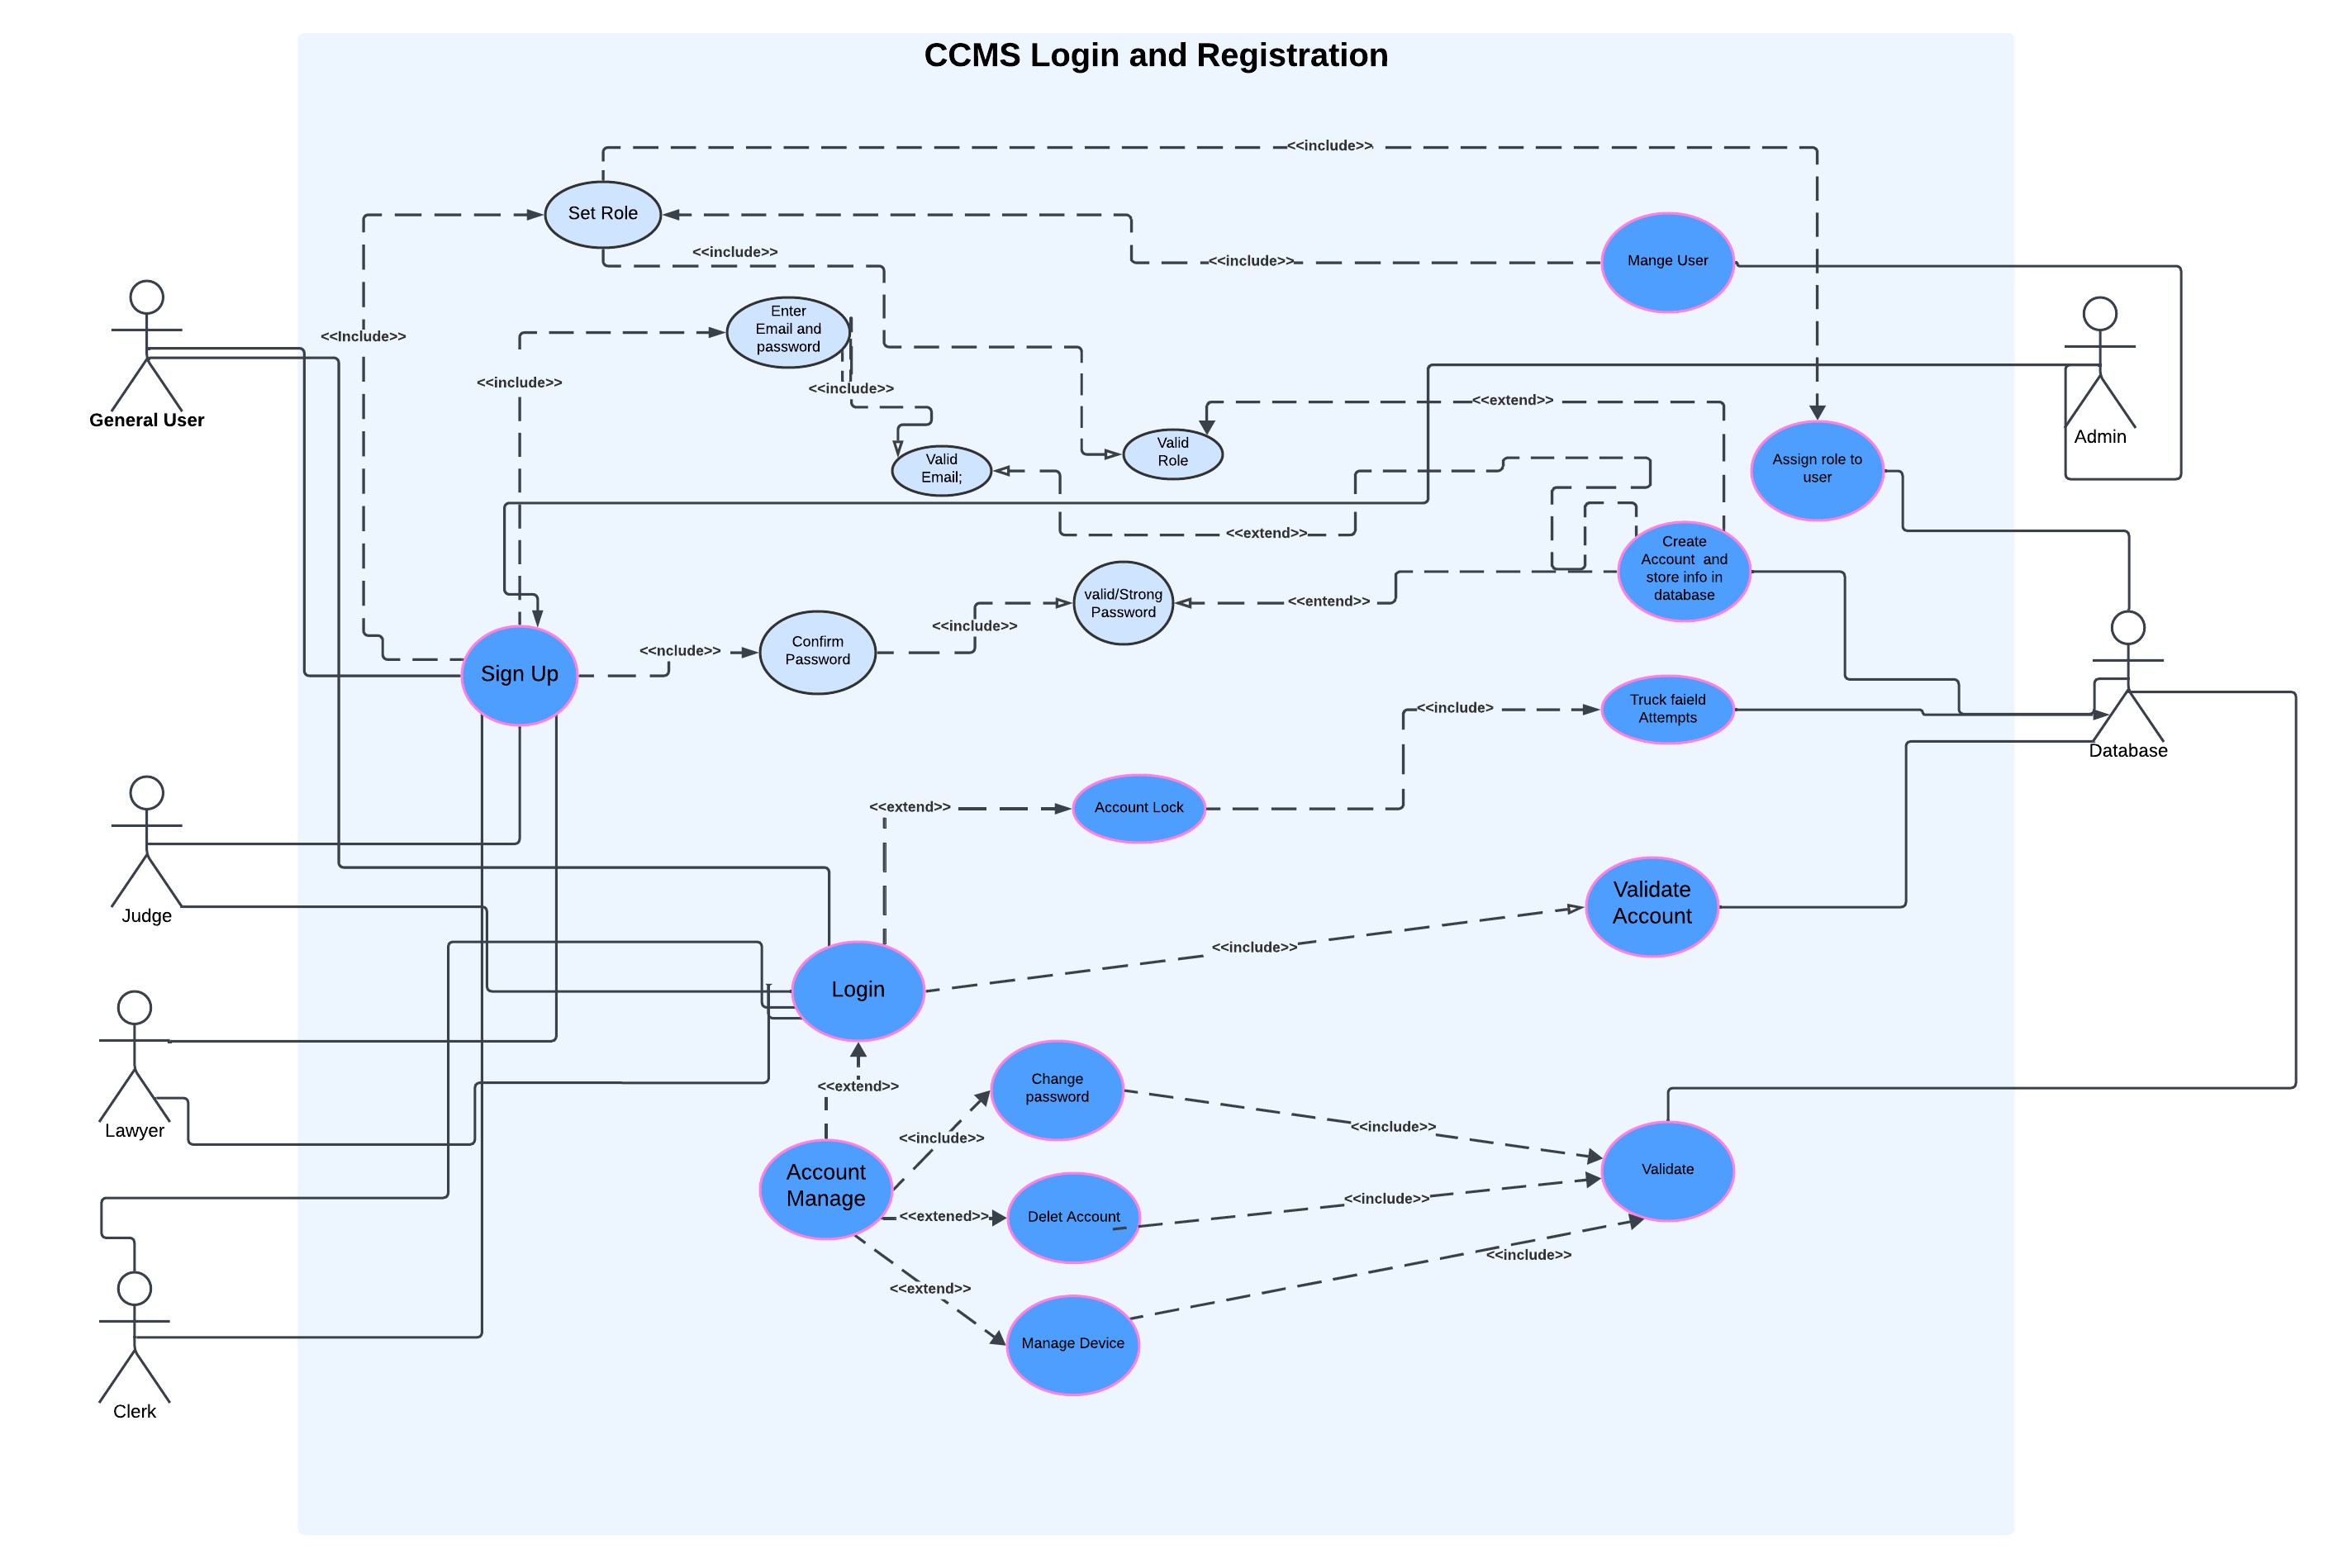 CCMS Login and Registration
<<include>>
Set Role
<<include>>
<<include>>
Mange User
Enter
Email and
password
<<Include>>
<<include>>
<<include>>
<<extend>>
General User
Admin
Valid
Role
Valid
Email;
Assign role to
user
<<extend>>
Create
Account  and
store info in
database
valid/Strong
Password
<<entend>>
<<include>>
Confirm
Password
<<nclude>>
Sign Up
Truck faield
Attempts
<<include>
Database
<<extend>>
Account Lock
Validate
Account
Judge
<<include>>
Login
<<extend>>
Change
password
<<include>>
<<include>>
Lawyer
Account
Manage
Validate
<<include>>
<<extened>>
Delet Account
<<include>>
<<extend>>
Manage Device
Clerk